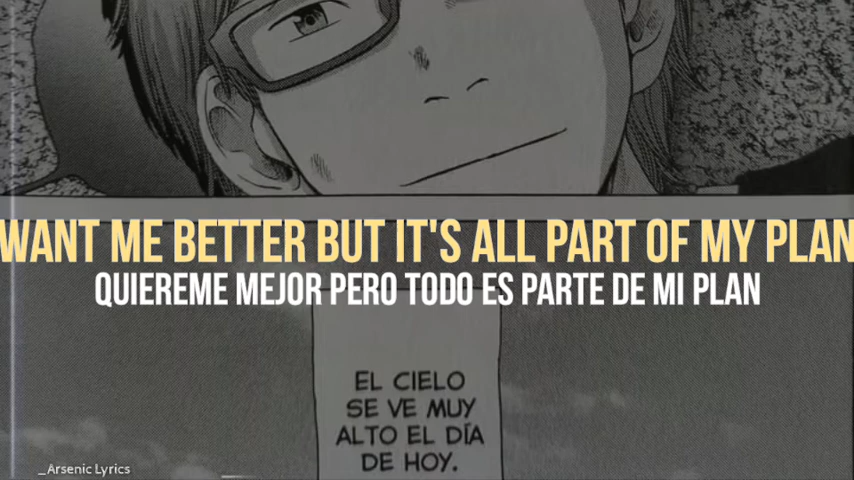 WANT ME BETTER BUT IT'S ALL PART OF MY PLAN
QUIEREME MEJOR PERO TODO ES PARTE DE MI PLAN
EL CIELO
SE VE MUY
ALTO EL DÍA
DE HOY.
_Arsenic Lyrics